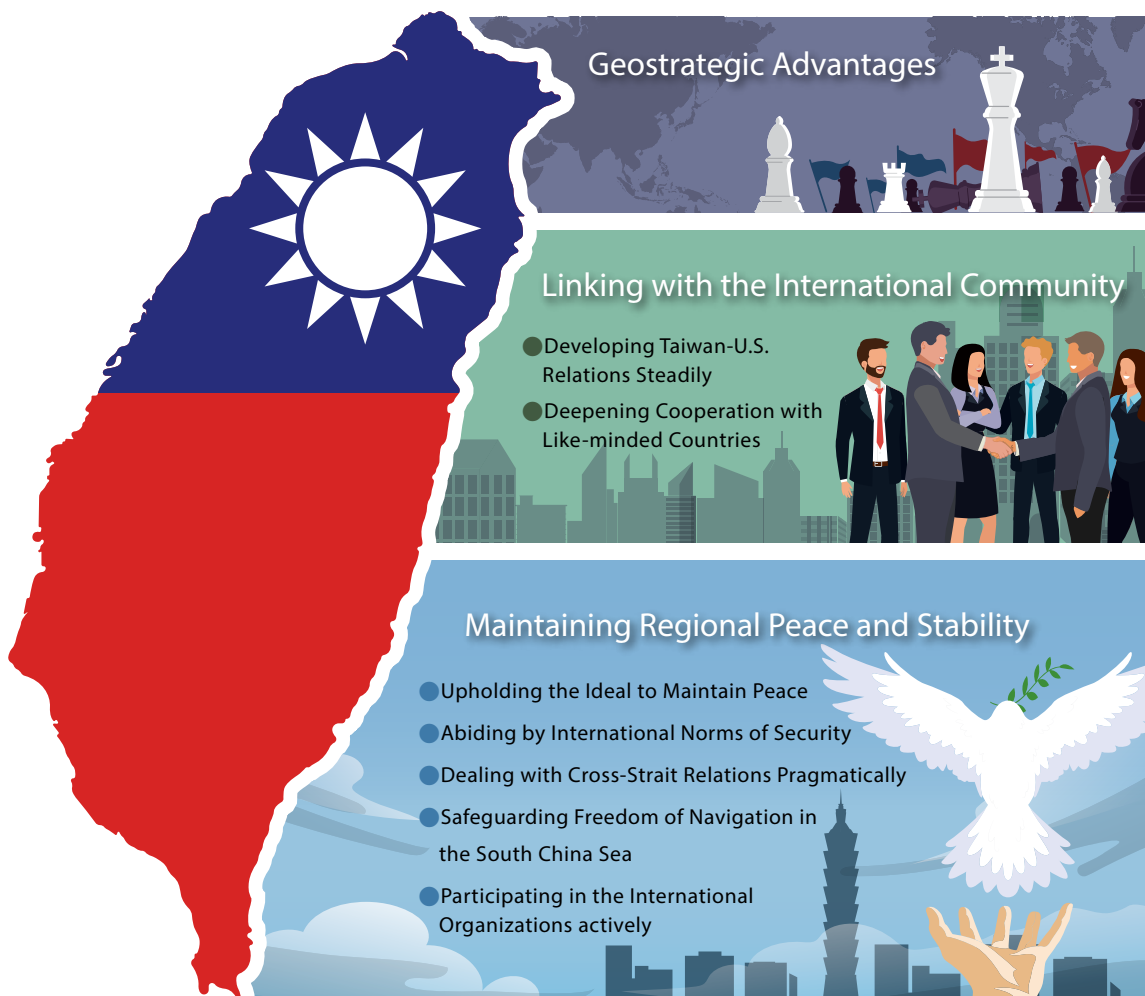 Geostrategic Advantages
Linking with the International Community
●Developing Taiwan-U.S.
Relations Steadily
●Deepening Cooperation with
Like-minded Countries
Maintaining Regional Peace and Stability
●Upholding the Ideal to Maintain Peace
●Abiding by International Norms of Security
●Dealing with Cross-Strait Relations Pragmatically
●Safeguarding Freedom of Navigation in
the South China Sea
●Participating in the International
Organizations actively